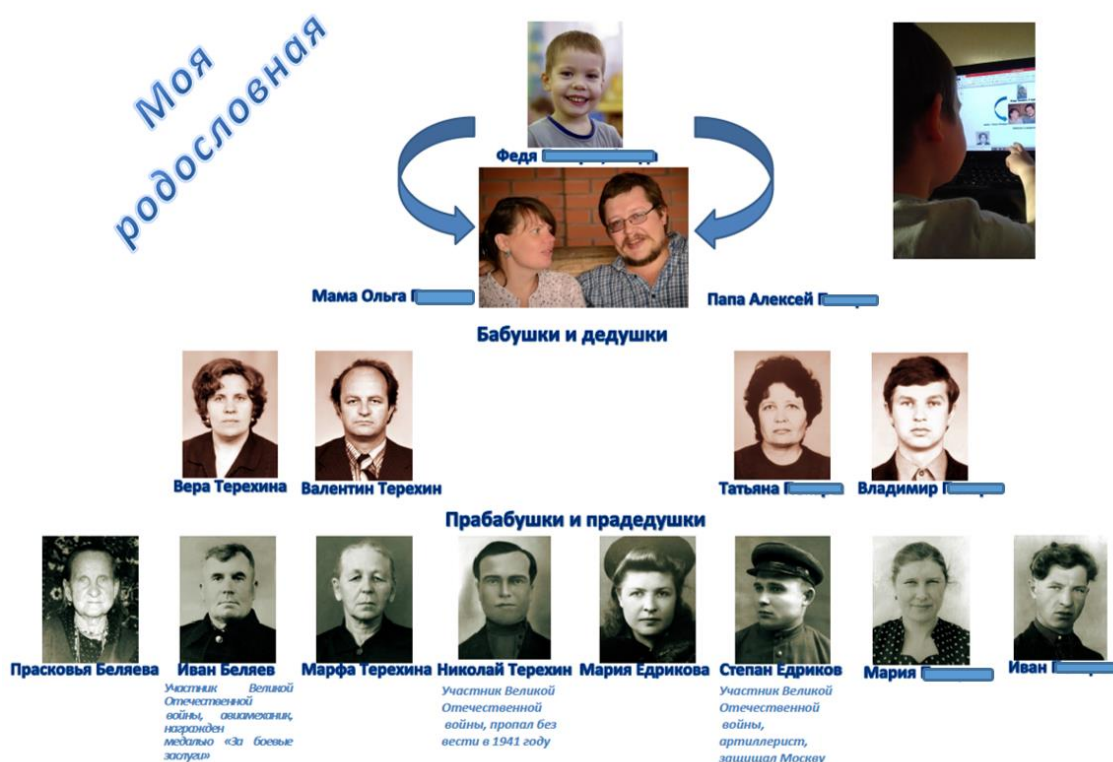 Моя
родословная
Федя
Мама Ольга
Папа Алексей
Бабушки и дедушки
Вера Терехина
Валентин Терехин
Татьяна
Владимир
Прабабушки и прадедушки
Прасковья Беляева
Иван Беляев
Марфа Терехина
Николай Терехин
Мария Едрикова
Степан Едриков
Мария
Иван
Участник Великой
Отечественной
войны, авиамеханик,
награжден
медалью «За боевые
заслуги»
Участник Великой
Отечественной
войны, пропал без
вести в 1941 году
Участник Великой
Отечественной
войны,
артиллерист,
защищал Москву